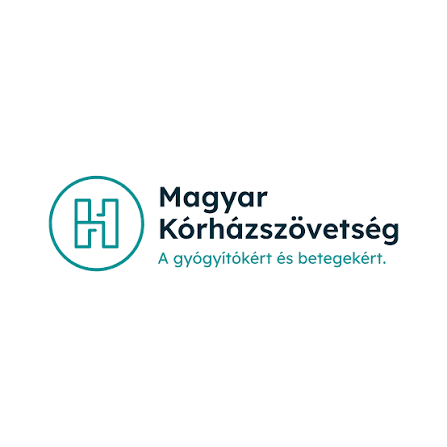 Magyar
Kórházszövetség
A gyógyítókért és betegekért.